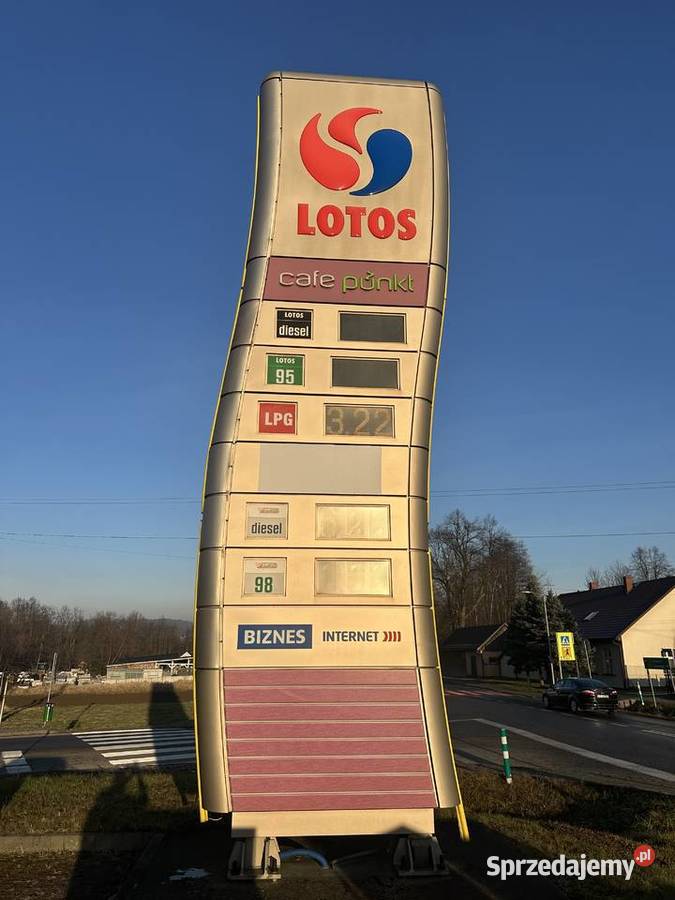 LOTOS
cafe punkt
LOTOS
diesel
LOTOS
95
LPG
3.22
diesel
98
BIZNES INTERNET ))))
Sprzedajemy.pl